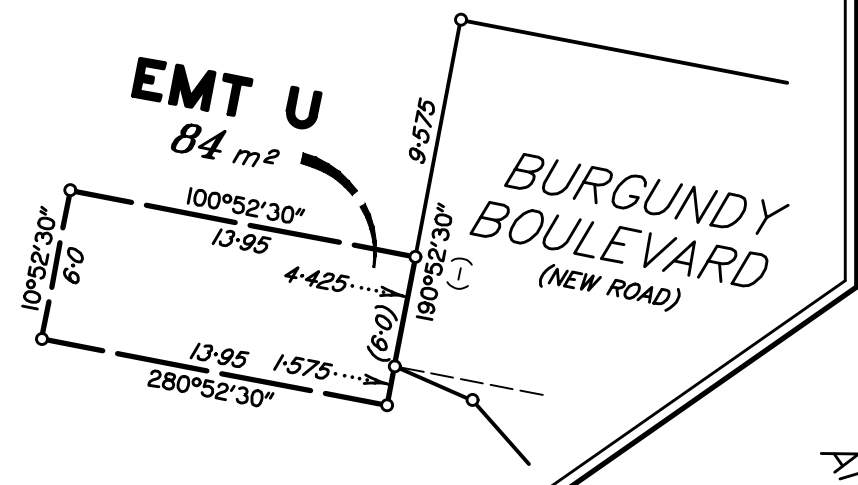 EMT U
84 m²
9·575
BURGUNDY
BOULEVARD
(NEW ROAD)
100°52'30"
13·95
10°52'30"
6·0
4·425
190°52'30"
(6·0)
13·95
1·575
280°52'30"